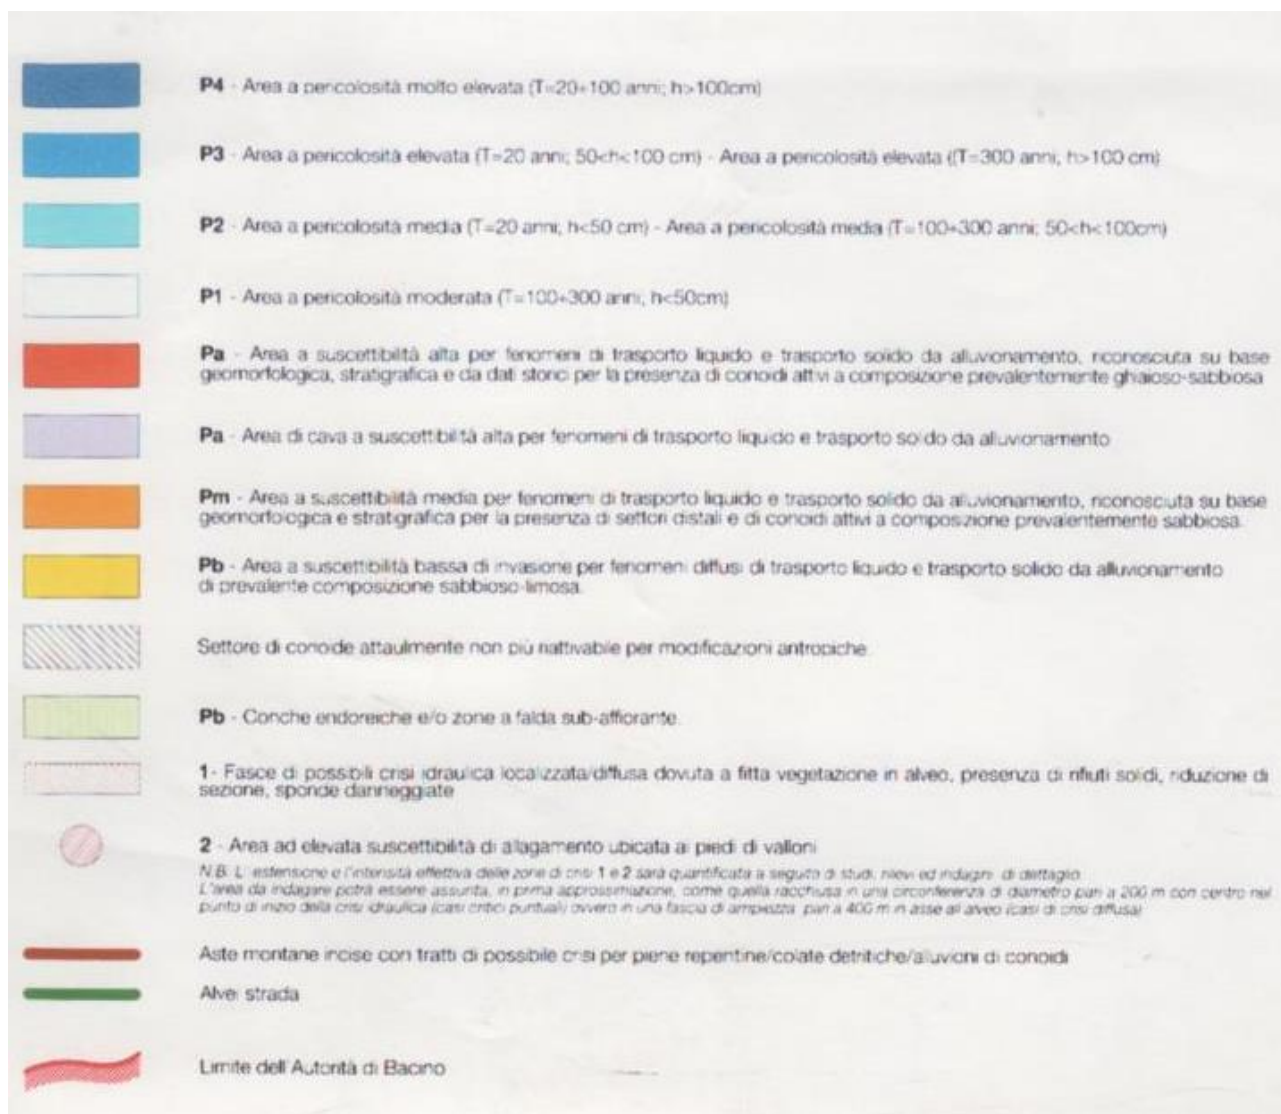 P4 - Area a pericolosità molto elevata (T=20÷100 anni; h>100cm)
P3 - Area a pericolosità elevata (T=20 anni; 50<h<100 cm) - Area a pericolosità elevata ((T=300 anni; h>100 cm)
P2 - Area a pericolosità media (T=20 anni; h<50 cm) - Area a pericolosità media (T=100÷300 anni; 50<h<100cm)
P1 - Area a pericolosità moderata (T=100÷300 anni; h<50cm)
Pa - Area a suscettibilità alta per fenomeni di trasporto liquido e trasporto solido da alluvionamento, riconosciuta su base
geomorfologica, stratigrafica e da dati storici per la presenza di conoidi attivi a composizione prevalentemente ghiaioso-sabbiosa
Pa - Area di cava a suscettibilità alta per fenomeni di trasporto liquido e trasporto solido da alluvionamento
Pm - Area a suscettibilità media per fenomeni di trasporto liquido e trasporto solido da alluvionamento, riconosciuta su base
geomorfologica e stratigrafica per la presenza di settori distali e di conoidi attivi a composizione prevalentemente sabbiosa.
Pb - Area a suscettibilità bassa di invasione per fenomeni diffusi di trasporto liquido e trasporto solido da alluvionamento
di prevalente composizione sabbioso-limosa.
Settore di conoide attaulmente non più riattivabile per modificazioni antropiche.
Pb - Conche endoreiche e/o zone a falda sub-affiorante.
1- Fasce di possibili crisi idraulica localizzata/diffusa dovuta a fitta vegetazione in alveo, presenza di rifiuti solidi, riduzione di
sezione, sponde danneggiate
2 - Area ad elevata suscettibilità di allagamento ubicata ai piedi di valloni
N.B. L' estensione e l'intensità effettiva delle zone di crisi 1 e 2 sarà quantificata a seguito di studi, rilievi ed indagini di dettaglio.
L'area da indagare potrà essere assunta, in prima approssimazione, come quella racchiusa in una circonferenza di diametro pari a 200 m con centro nel
punto di inizio della crisi idraulica (casi critici puntuali) ovvero in una fascia di ampiezza pari a 400 m in asse all'alveo (casi di crisi diffusa)
Aste montane incise con tratti di possibile crisi per piene repentine/colate detritiche/alluvioni di conoidi
Alvei strada
Limite dell'Autorità di Bacino